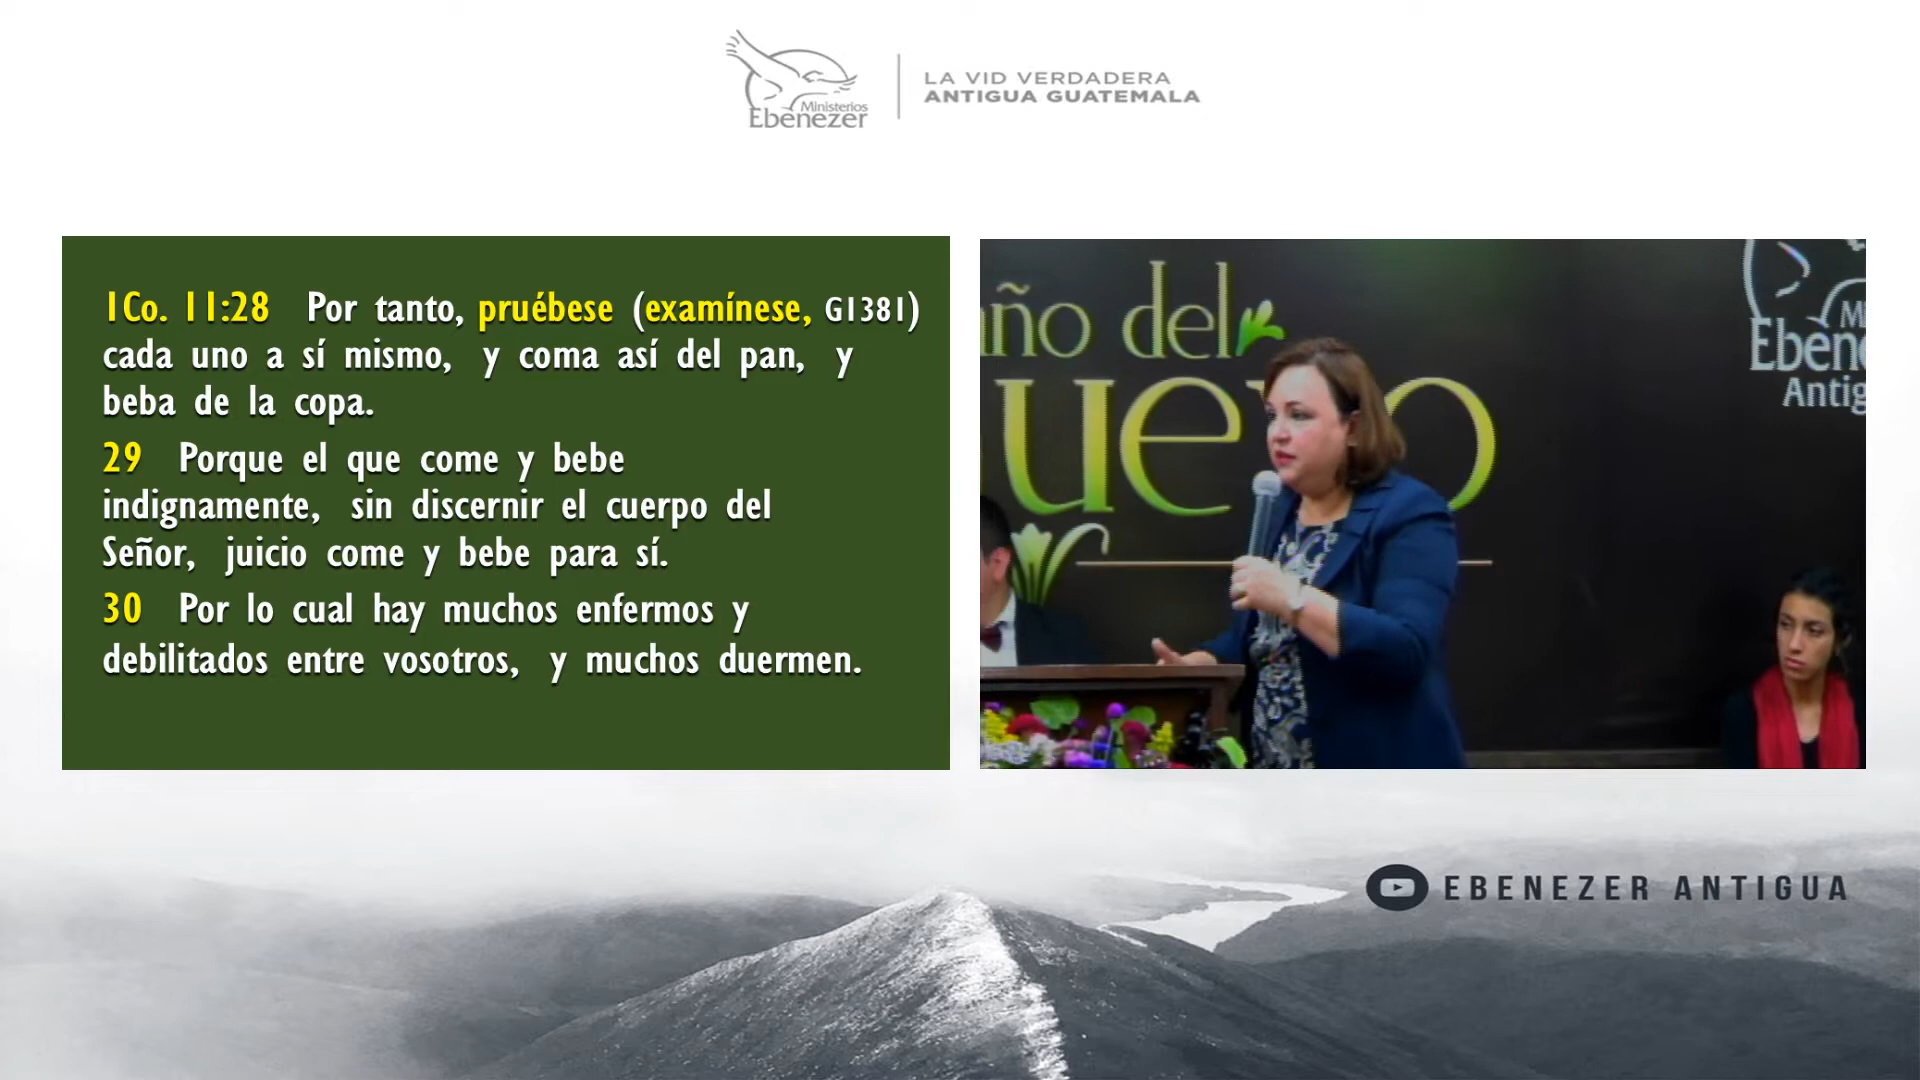 Ministerios
Ebenezer
LA VID VERDADERA
ANTIGUA GUATEMALA
1Co. 11:28 Por tanto, pruébese (examínese, G1381)
cada uno a sí mismo, y coma así del pan, y
beba de la copa.
29 Porque el que come y bebe
indignamente, sin discernir el cuerpo del
Señor, juicio come y bebe para sí.
30 Por lo cual hay muchos enfermos y
debilitados entre vosotros, y muchos duermen.
año del
Antig
EBENEZER ANTIGUA